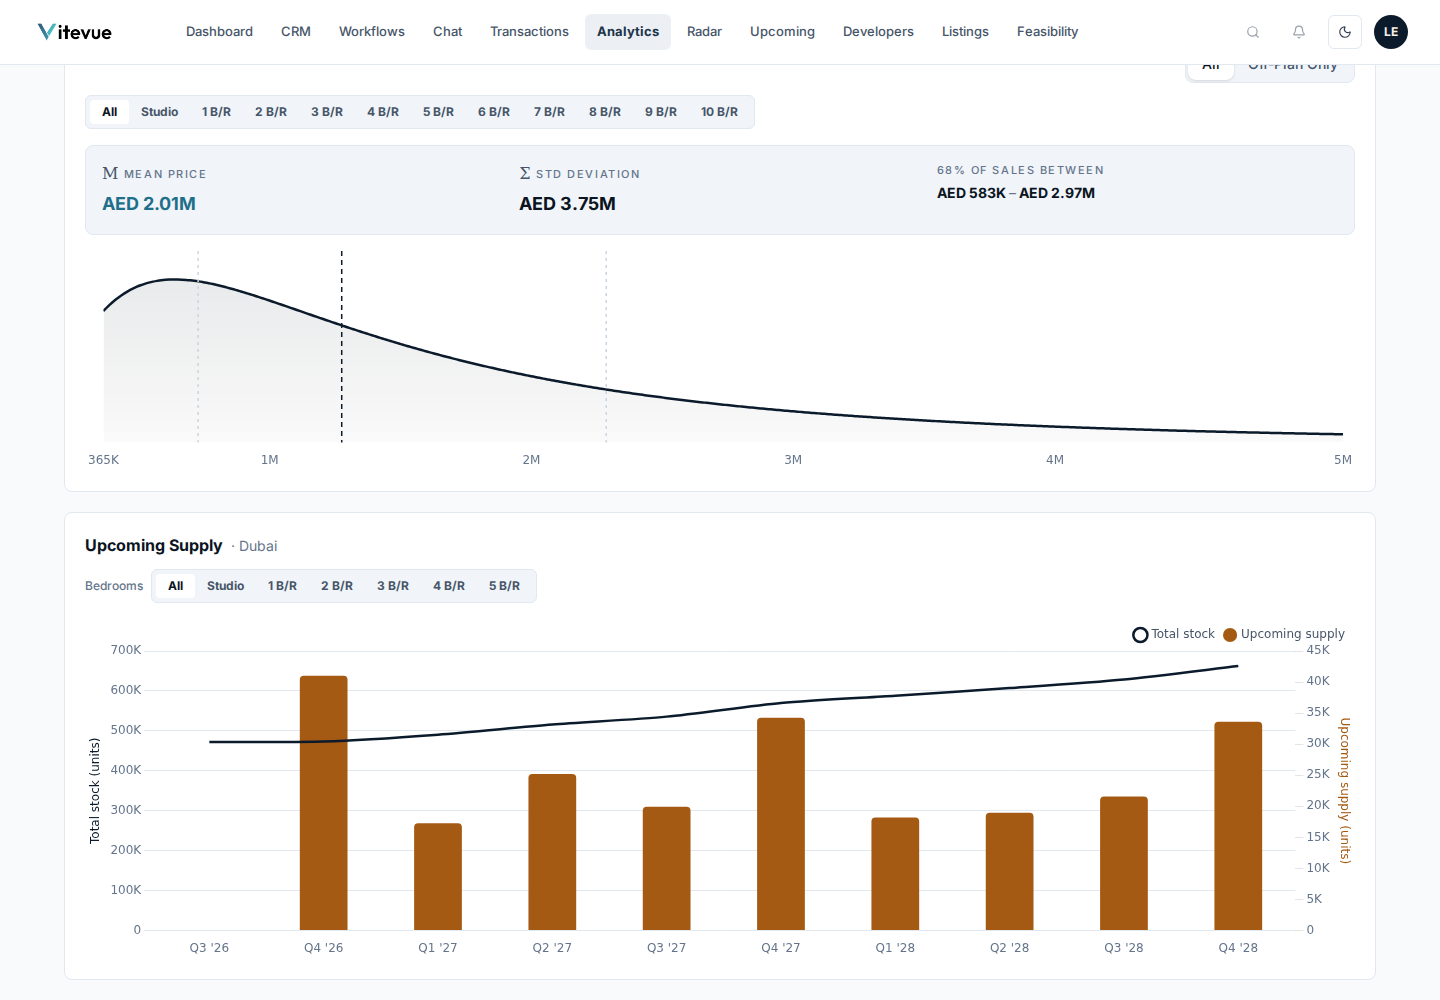 Vitevue Dashboard CRM Workflows Chat Transactions Analytics Radar Upcoming Developers Listings Feasibility LE
All Off-Plan Only
All Studio 1 B/R 2 B/R 3 B/R 4 B/R 5 B/R 6 B/R 7 B/R 8 B/R 9 B/R 10 B/R
M MEAN PRICE Σ STD DEVIATION 68% OF SALES BETWEEN
AED 2.01M AED 3.75M AED 583K – AED 2.97M
365K 1M 2M 3M 4M 5M
Upcoming Supply · Dubai
Bedrooms All Studio 1 B/R 2 B/R 3 B/R 4 B/R 5 B/R
Total stock Upcoming supply
700K 45K
600K 40K
500K 35K
400K 30K
300K 25K
200K 20K
100K 15K
0 10K
5K
0
Total stock (units)
Upcoming supply (units)
Q3 '26 Q4 '26 Q1 '27 Q2 '27 Q3 '27 Q4 '27 Q1 '28 Q2 '28 Q3 '28 Q4 '28